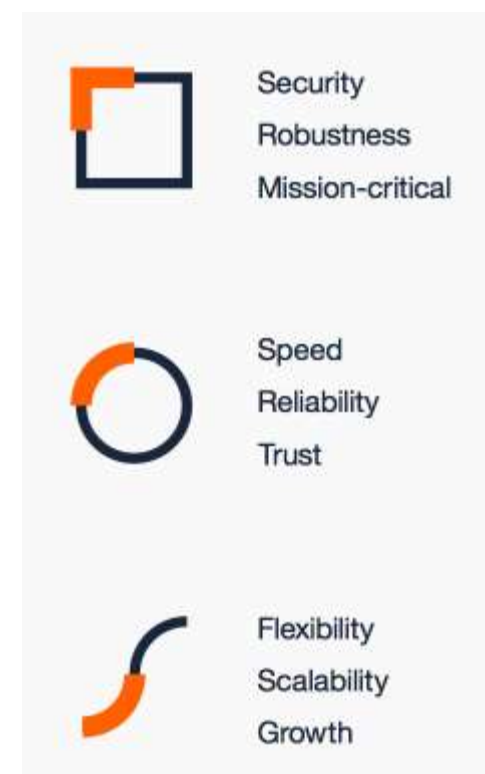 Security
Robustness
Mission-critical
Speed
Reliability
Trust
Flexibility
Scalability
Growth